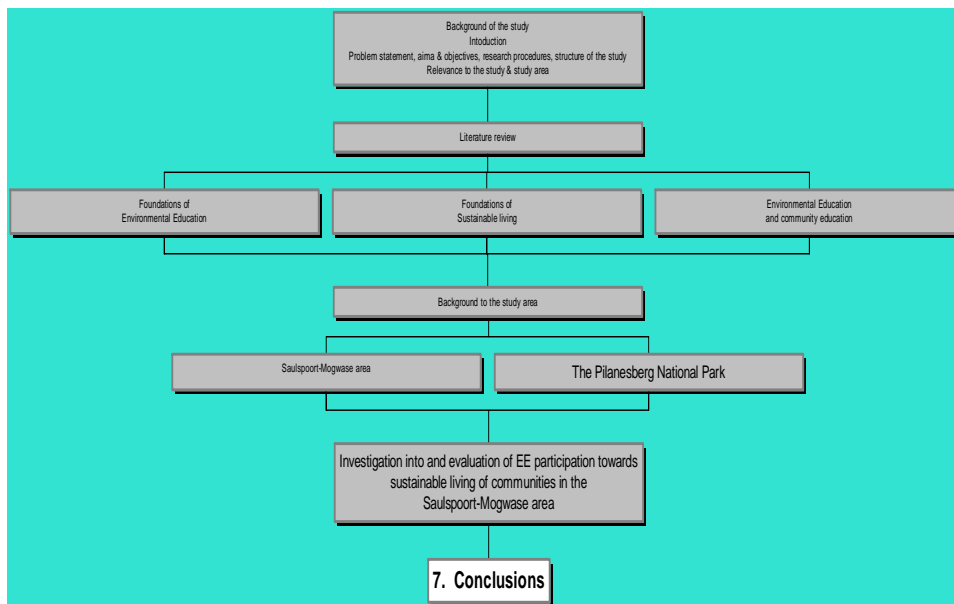 Background of the study
Intoduction
Problem statement, aima & objectives, research procedures, structure of the study
Relevance to the study & study area
Literature review
Foundations of
Environmental Education
Foundations of
Sustainable living
Environmental Education
and community education
Background to the study area
Saulspoort-Mogwase area
The Pilanesberg National Park
Investigation into and evaluation of EE participation towards
sustainable living of communities in the
Saulspoort-Mogwase area
7. Conclusions